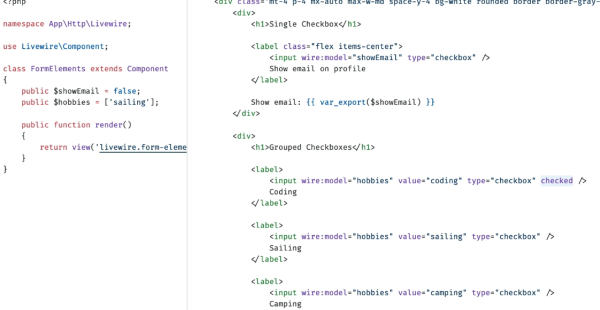 <?php
namespace App\Http\Livewire;
use Livewire\Component;
class FormElements extends Component
{
public $showEmail = false;
public $hobbies = ['sailing'];
public function render()
{
return view('livewire.form-eleme
}
}
<div class="mt-4 p-4 mx-auto max-w-md space-y-4 bg-white rounded border border-gray-
<div>
<h1>Single Checkbox</h1>
<label class="flex items-center">
<input wire:model="showEmail" type="checkbox" />
Show email on profile
</label>
Show email: {{ var_export($showEmail) }}
</div>
<div>
<h1>Grouped Checkboxes</h1>
<label>
<input wire:model="hobbies" value="coding" type="checkbox" checked />
Coding
</label>
<label>
<input wire:model="hobbies" value="sailing" type="checkbox" />
Sailing
</label>
<label>
<input wire:model="hobbies" value="camping" type="checkbox" />
Camping